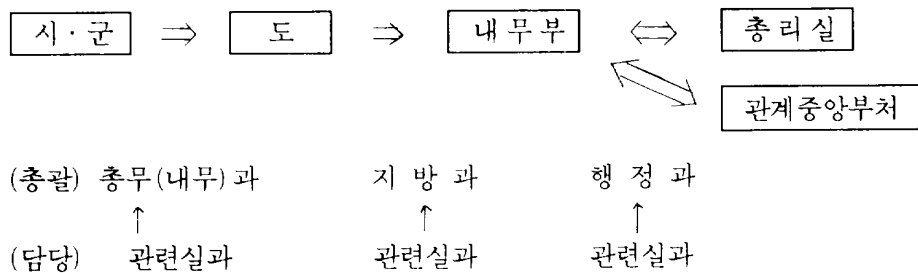 시·군 ⇒ 도 ⇒ 내무부 ⇔ 총리실
관계중앙부처
(총괄) 총무(내무)과 지방과 행정과
↑ ↑ ↑
(담당) 관련실과 관련실과 관련실과